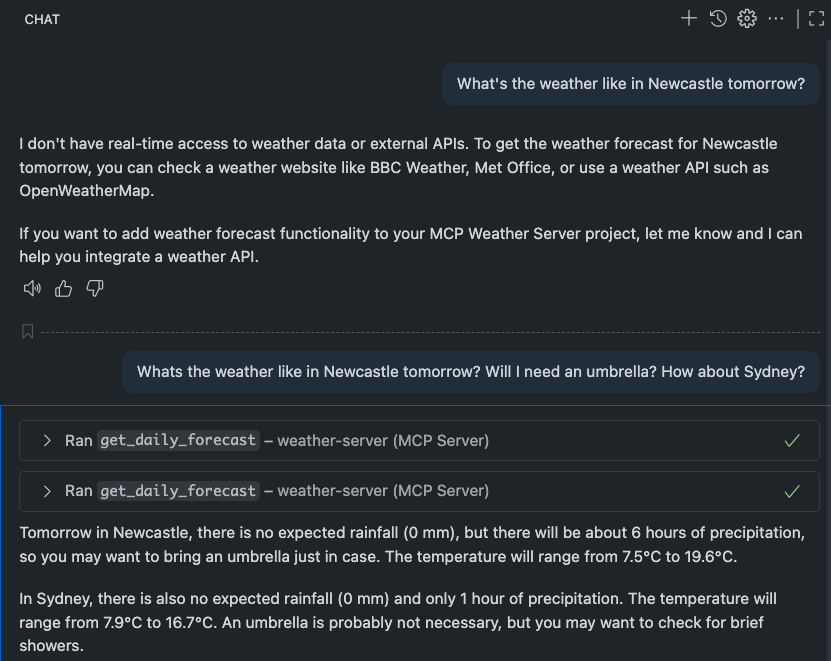 CHAT
What's the weather like in Newcastle tomorrow?
I don't have real-time access to weather data or external APIs. To get the weather forecast for Newcastle
tomorrow, you can check a weather website like BBC Weather, Met Office, or use a weather API such as
OpenWeatherMap.
If you want to add weather forecast functionality to your MCP Weather Server project, let me know and I can
help you integrate a weather API.
Whats the weather like in Newcastle tomorrow? Will I need an umbrella? How about Sydney?
Ran get_daily_forecast – weather-server (MCP Server)
Ran get_daily_forecast – weather-server (MCP Server)
Tomorrow in Newcastle, there is no expected rainfall (0 mm), but there will be about 6 hours of precipitation,
so you may want to bring an umbrella just in case. The temperature will range from 7.5°C to 19.6°C.
In Sydney, there is also no expected rainfall (0 mm) and only 1 hour of precipitation. The temperature will
range from 7.9°C to 16.7°C. An umbrella is probably not necessary, but you may want to check for brief
showers.